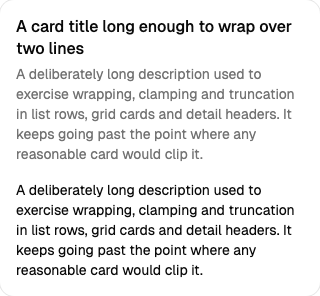 A card title long enough to wrap over
two lines
A deliberately long description used to
exercise wrapping, clamping and truncation
in list rows, grid cards and detail headers. It
keeps going past the point where any
reasonable card would clip it.
A deliberately long description used to
exercise wrapping, clamping and truncation
in list rows, grid cards and detail headers. It
keeps going past the point where any
reasonable card would clip it.